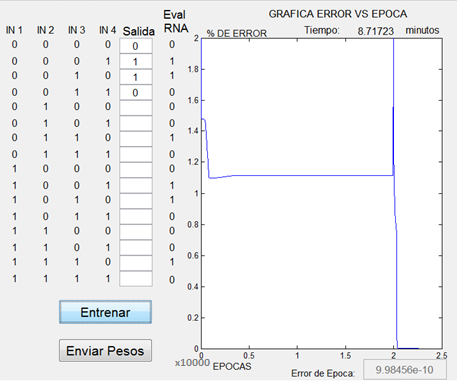 GRAFICA ERROR VS EPOCA
Tiempo: 8.71723 minutos
IN 1 IN 2 IN 3 IN 4 Salida Eval RNA
0 0 0 0 0 0
0 0 0 1 1 1
0 0 1 0 1 1
0 0 1 1 0 0
0 1 0 0 0
0 1 0 1 0
0 1 1 0 1
0 1 1 1 0
1 0 0 0 0
1 0 0 1 1
1 0 1 0 1
1 0 1 1 0
1 1 0 0 0
1 1 0 1 0
1 1 1 0 1
1 1 1 1 0
Entrenar
Enviar Pesos
% DE ERROR
2
1.8
1.6
1.4
1.2
1
0.8
0.6
0.4
0.2
0
0 0.5 1 1.5 2 2.5
x10000 EPOCAS
Error de Epoca: 9.98456e-10